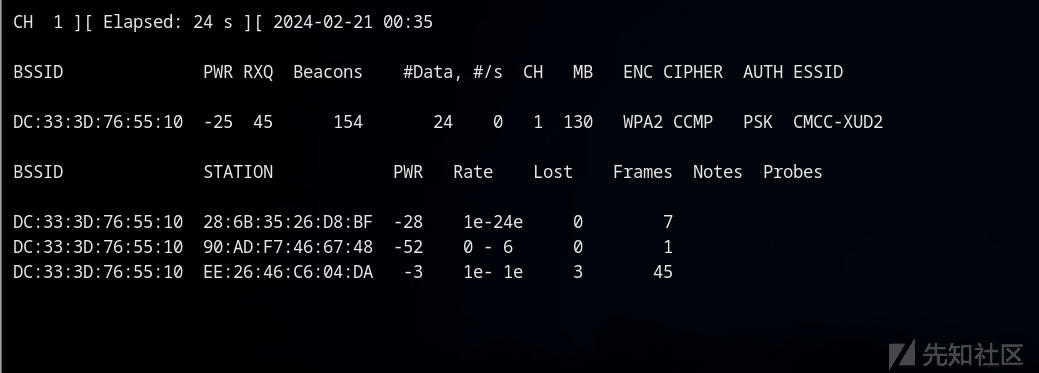 CH  1 ][ Elapsed: 24 s ][ 2024-02-21 00:35
BSSID              PWR RXQ  Beacons    #Data, #/s  CH   MB   ENC CIPHER  AUTH ESSID
DC:33:3D:76:55:10  -25  45      154       24    0   1  130   WPA2 CCMP   PSK  CMCC-XUD2
BSSID              STATION            PWR   Rate    Lost    Frames  Notes  Probes
DC:33:3D:76:55:10  28:6B:35:26:D8:BF  -28    1e-24e     0        7
DC:33:3D:76:55:10  90:AD:F7:46:67:48  -52    0 - 6      0        1
DC:33:3D:76:55:10  EE:26:46:C6:04:DA   -3    1e- 1e     3       45
先知社区